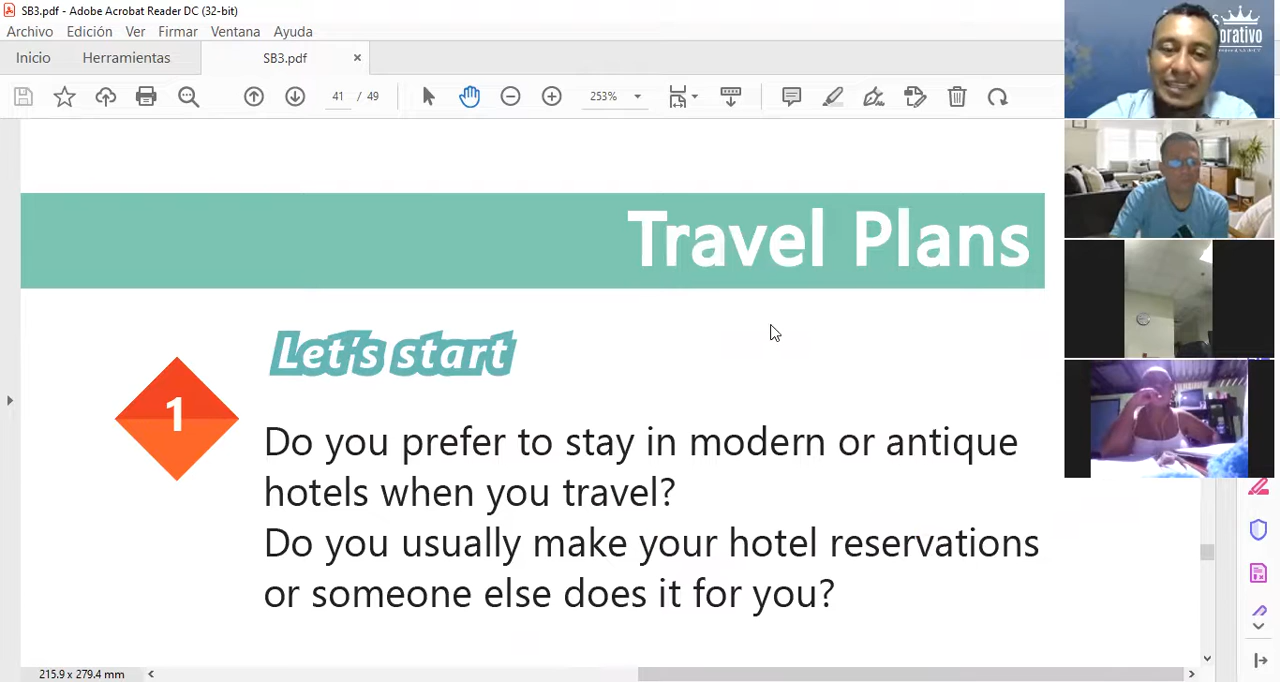 SB3.pdf - Adobe Acrobat Reader DC (32-bit)
Archivo Edición Ver Firmar Ventana Ayuda
Inicio Herramientas SB3.pdf ×
41 / 49 253%
orativo
Travel Plans
Let's start
1
Do you prefer to stay in modern or antique
hotels when you travel?
Do you usually make your hotel reservations
or someone else does it for you?
215.9 x 279.4 mm